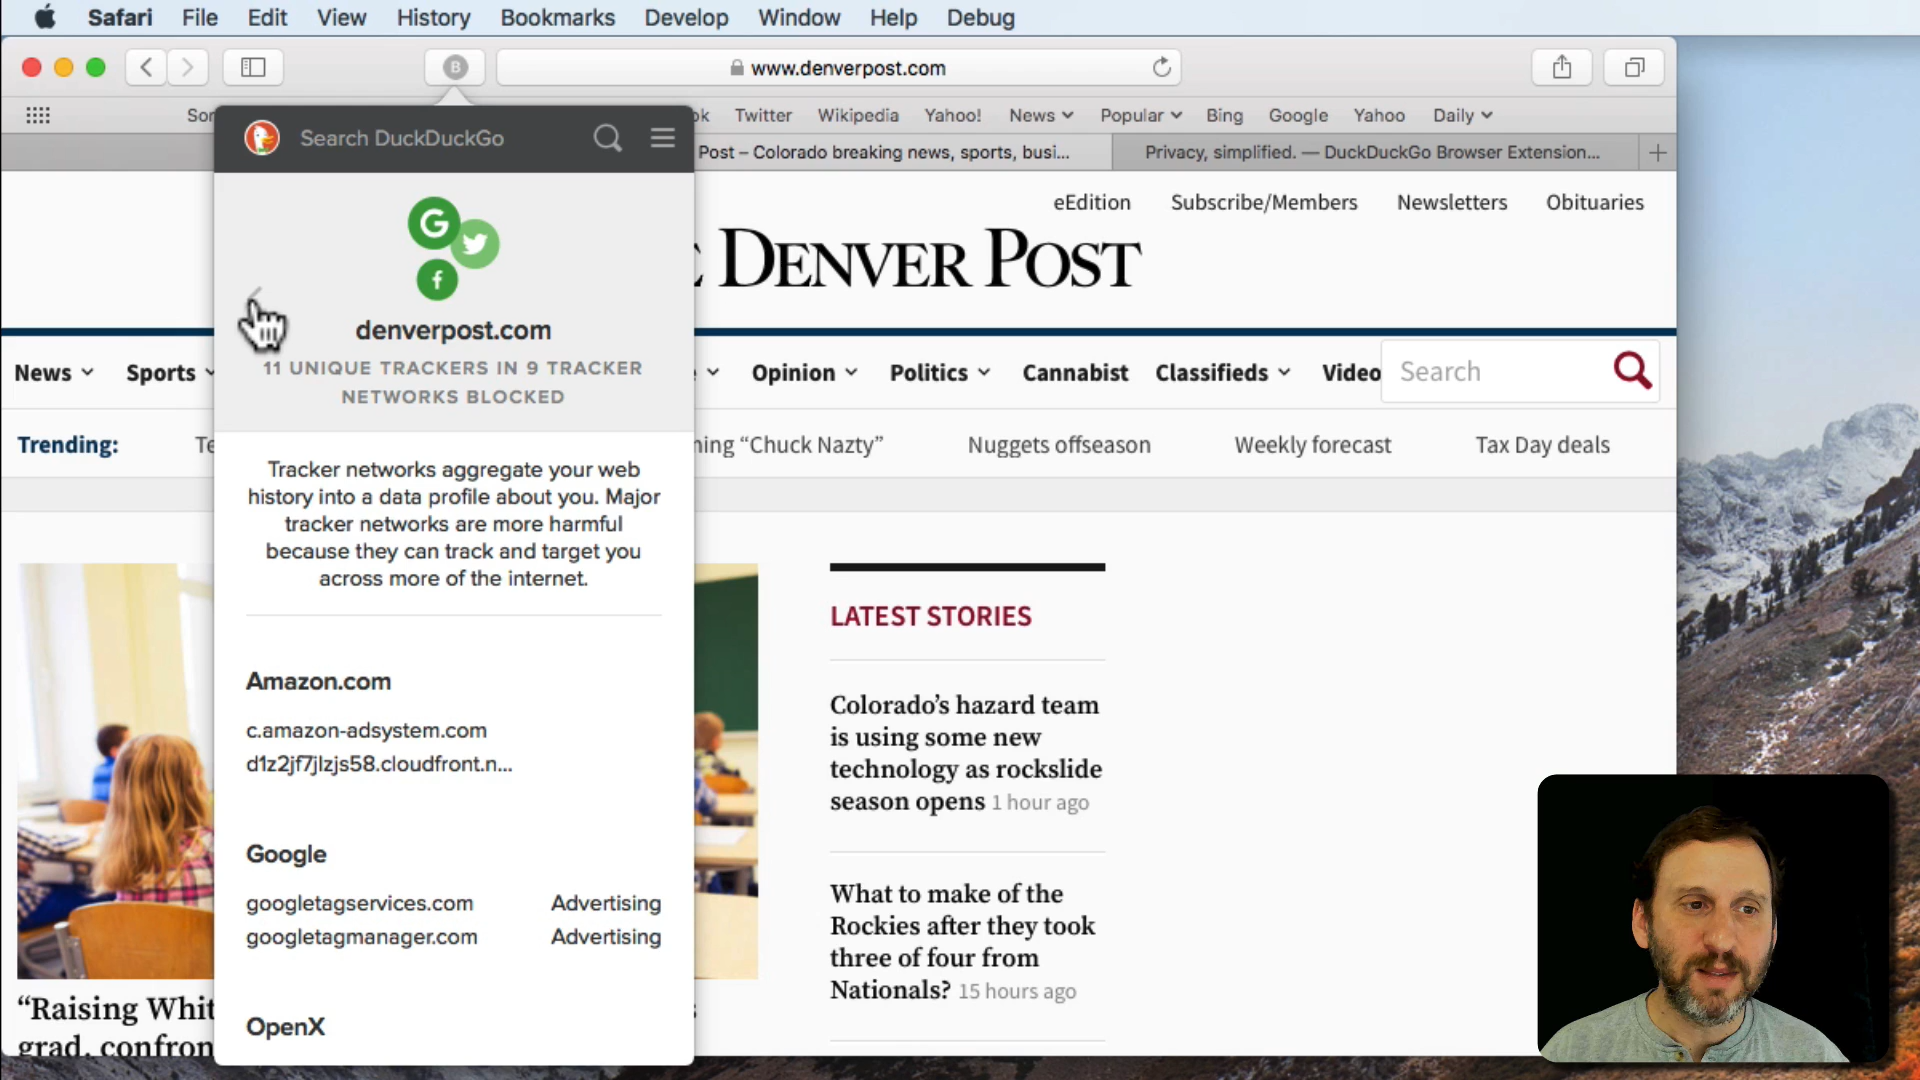 Safari File Edit View History Bookmarks Develop Window Help Debug
B
www.denverpost.com
Twitter Wikipedia Yahoo! News Popular Bing Google Yahoo Daily
Post – Colorado breaking news, sports, busi...
Privacy, simplified. — DuckDuckGo Browser Extension...
Search DuckDuckGo
G
f
denverpost.com
11 UNIQUE TRACKERS IN 9 TRACKER
NETWORKS BLOCKED
Tracker networks aggregate your web
history into a data profile about you. Major
tracker networks are more harmful
because they can track and target you
across more of the internet.
Amazon.com
c.amazon-adsystem.com
d1z2jf7jlzjs58.cloudfront.n...
Google
googletagservices.com Advertising
googletagmanager.com Advertising
OpenX
eEdition Subscribe/Members Newsletters Obituaries
DENVER POST
News Sports Opinion Politics Cannabist Classifieds Video
Search
Trending: “Chuck Nazty” Nuggets offseason Weekly forecast Tax Day deals
LATEST STORIES
Colorado’s hazard team
is using some new
technology as rockslide
season opens 1 hour ago
What to make of the
Rockies after they took
three of four from
Nationals? 15 hours ago
“Raising Whit
grad, confron